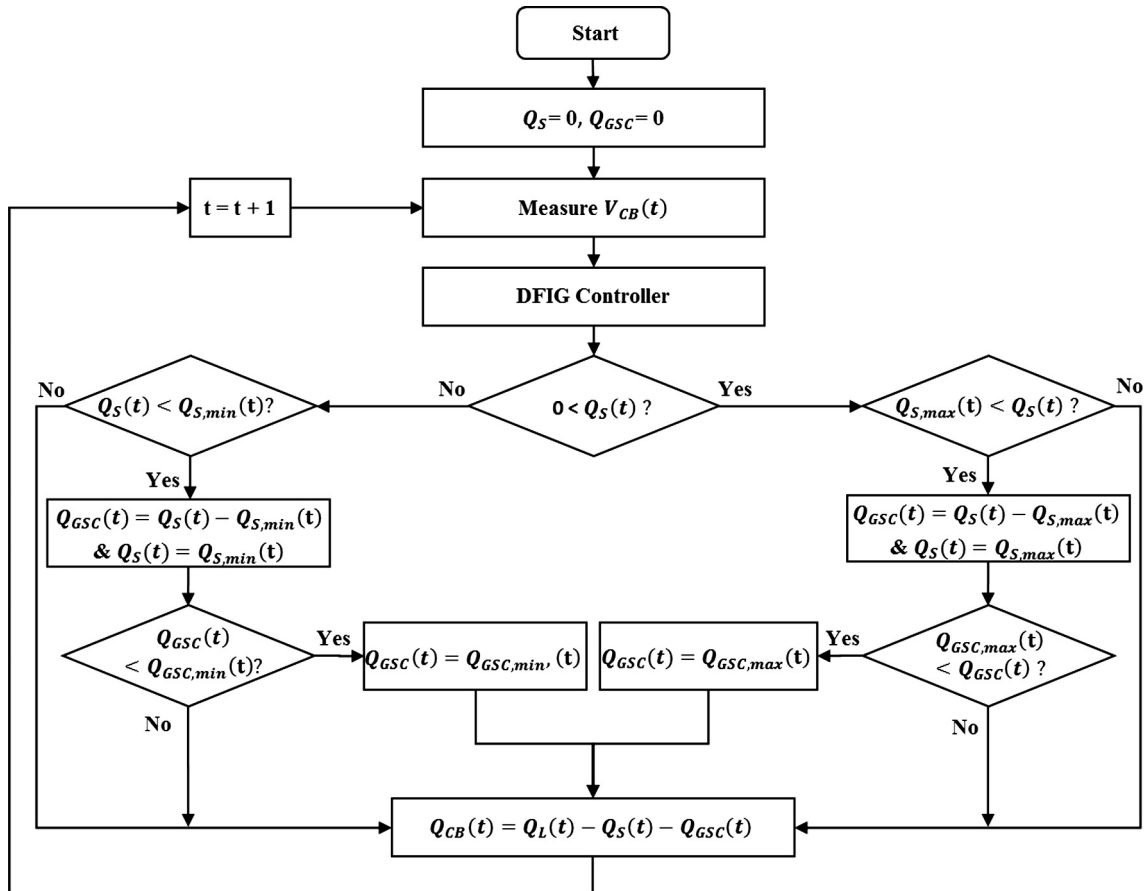 Start
Q_S = 0, Q_GSC = 0
t = t + 1
Measure V_CB(t)
DFIG Controller
No
Q_S(t) < Q_S,min(t)?
No
0 < Q_S(t) ?
Yes
Q_S,max(t) < Q_S(t) ?
No
Yes
Yes
Q_GSC(t) = Q_S(t) − Q_S,min(t)
& Q_S(t) = Q_S,min(t)
Q_GSC(t) = Q_S(t) − Q_S,max(t)
& Q_S(t) = Q_S,max(t)
Q_GSC(t)
< Q_GSC,min(t)?
Yes
Q_GSC(t) = Q_GSC,min, (t)
Q_GSC(t) = Q_GSC,max(t)
Yes
Q_GSC,max(t)
< Q_GSC(t) ?
No
No
Q_CB(t) = Q_L(t) − Q_S(t) − Q_GSC(t)